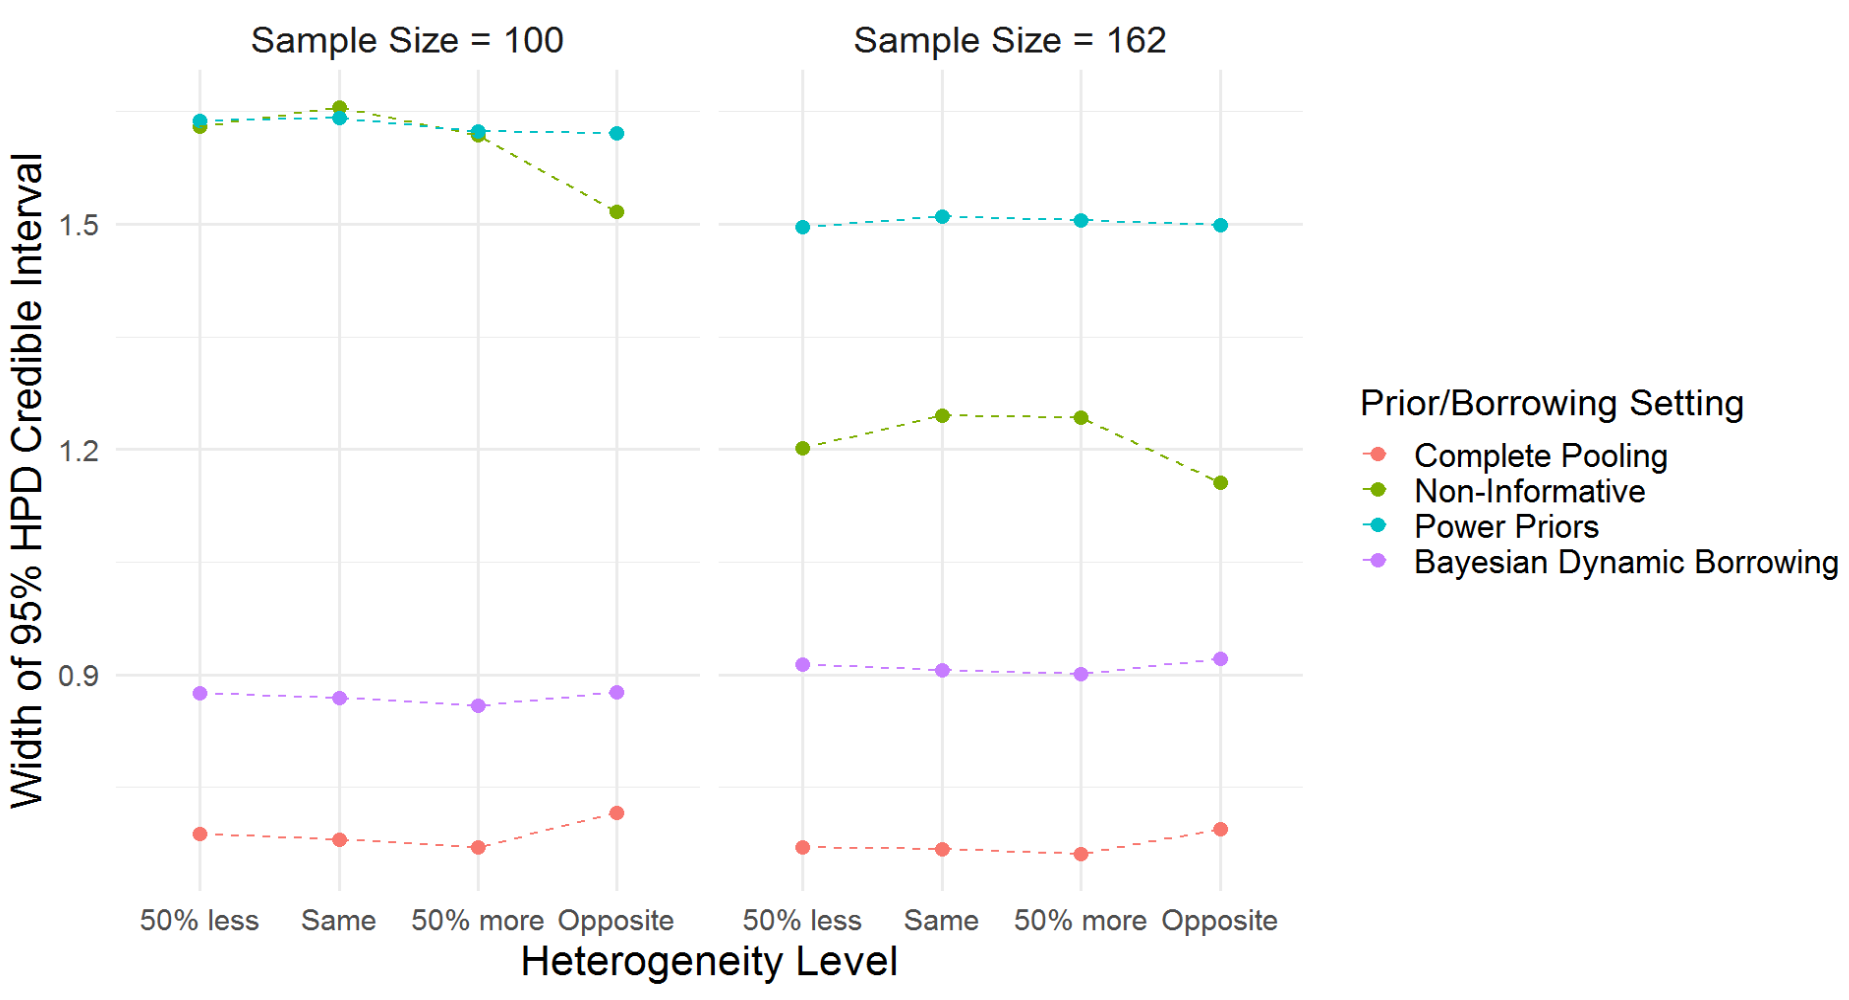 Sample Size = 100
Sample Size = 162
Width of 95% HPD Credible Interval
1.5
1.2
0.9
50% less
Same
50% more
Opposite
50% less
Same
50% more
Opposite
Heterogeneity Level
Prior/Borrowing Setting
Complete Pooling
Non-Informative
Power Priors
Bayesian Dynamic Borrowing